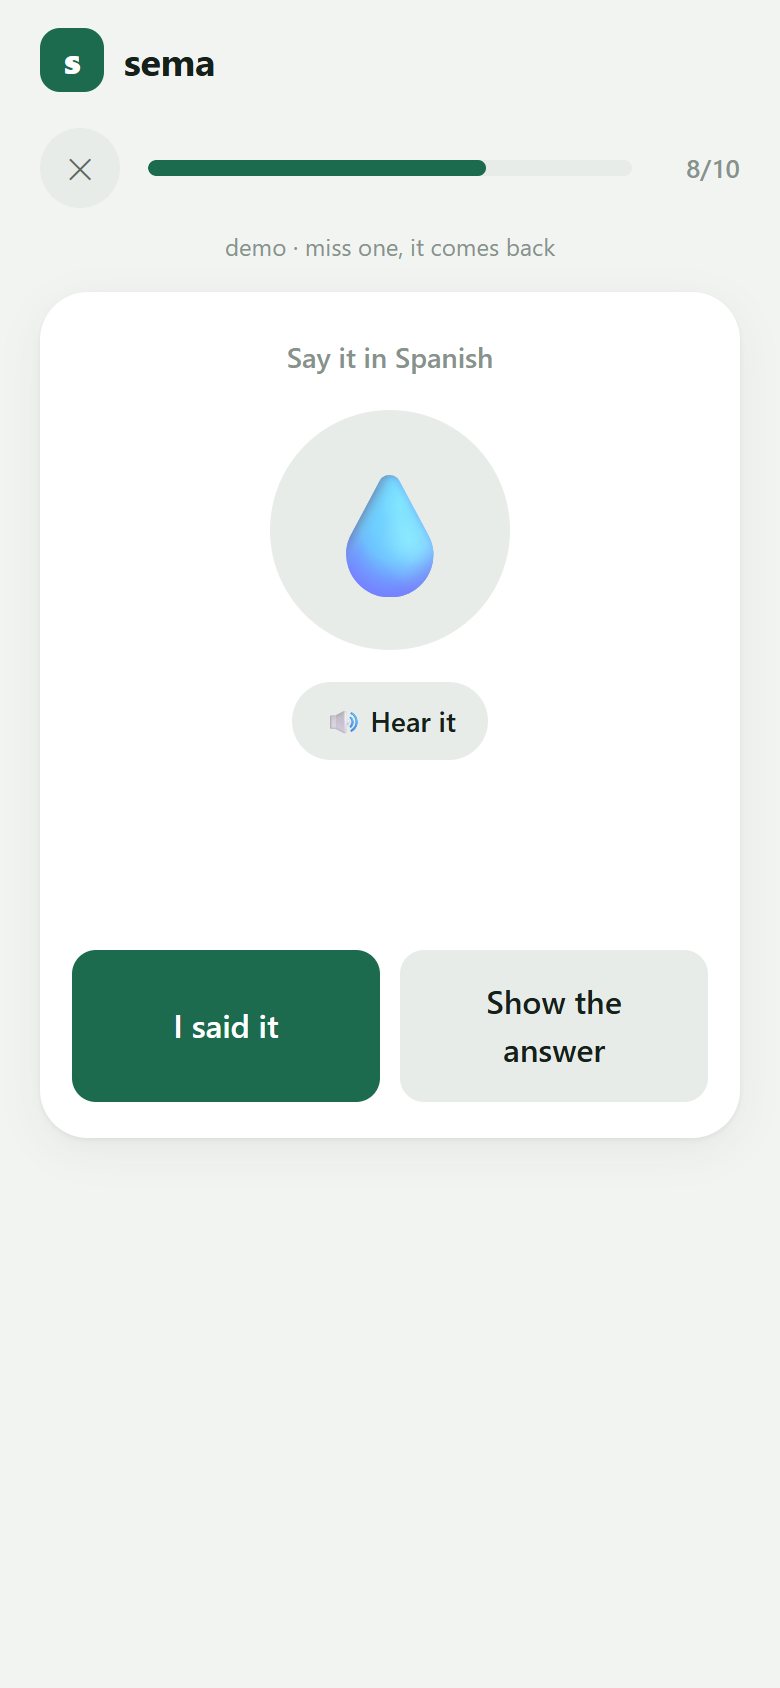 s
sema
8/10
demo · miss one, it comes back
Say it in Spanish
Hear it
I said it
Show the
answer